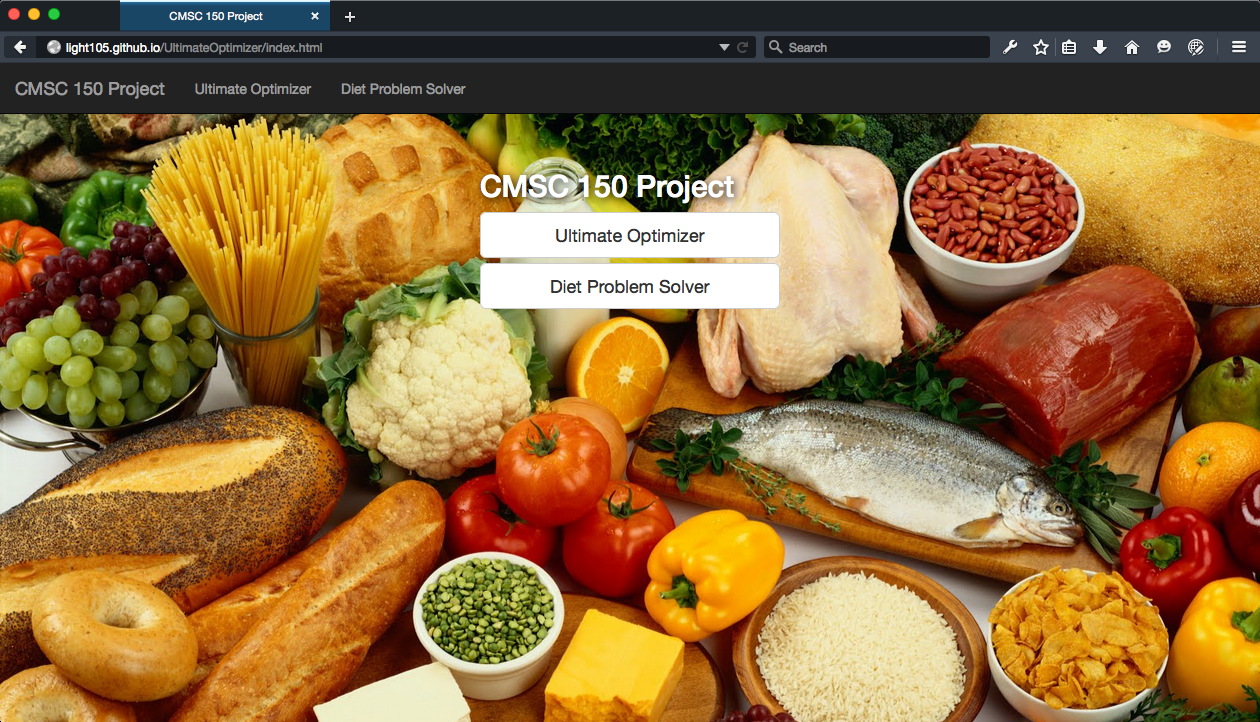 CMSC 150 Project
light105.github.io/UltimateOptimizer/index.html
Search
CMSC 150 Project Ultimate Optimizer Diet Problem Solver
CMSC 150 Project
Ultimate Optimizer
Diet Problem Solver